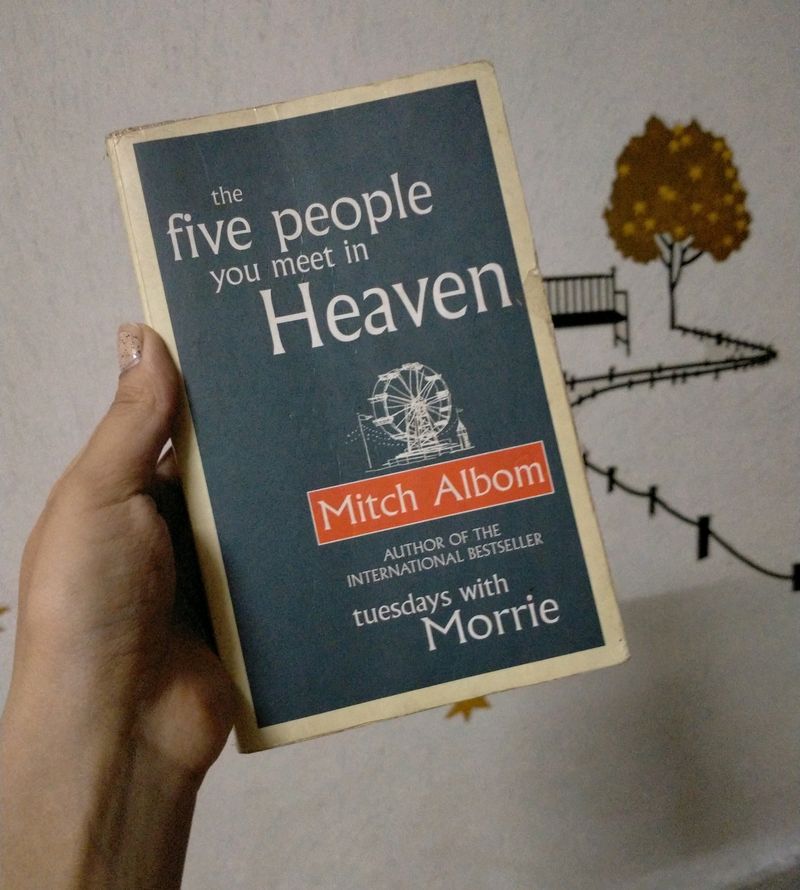 the
five people
you meet in
Heaven
Mitch Albom
AUTHOR OF THE
INTERNATIONAL BESTSELLER
tuesdays with
Morrie